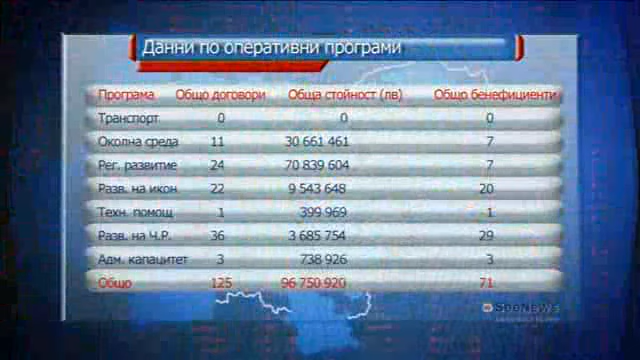 Данни по оперативни програми
Програма Общо договори Обща стойност (лв) Общо бенефициенти
Транспорт 0 0 0
Околна среда 11 30 661 461 7
Рег. развитие 24 70 839 604 7
Разв. на икон 22 9 543 648 20
Техн. помощ 1 399 969 1
Разв. на Ч.Р. 36 3 685 754 29
Адм. капацитет 3 738 926 3
Общо 125 96 750 920 71